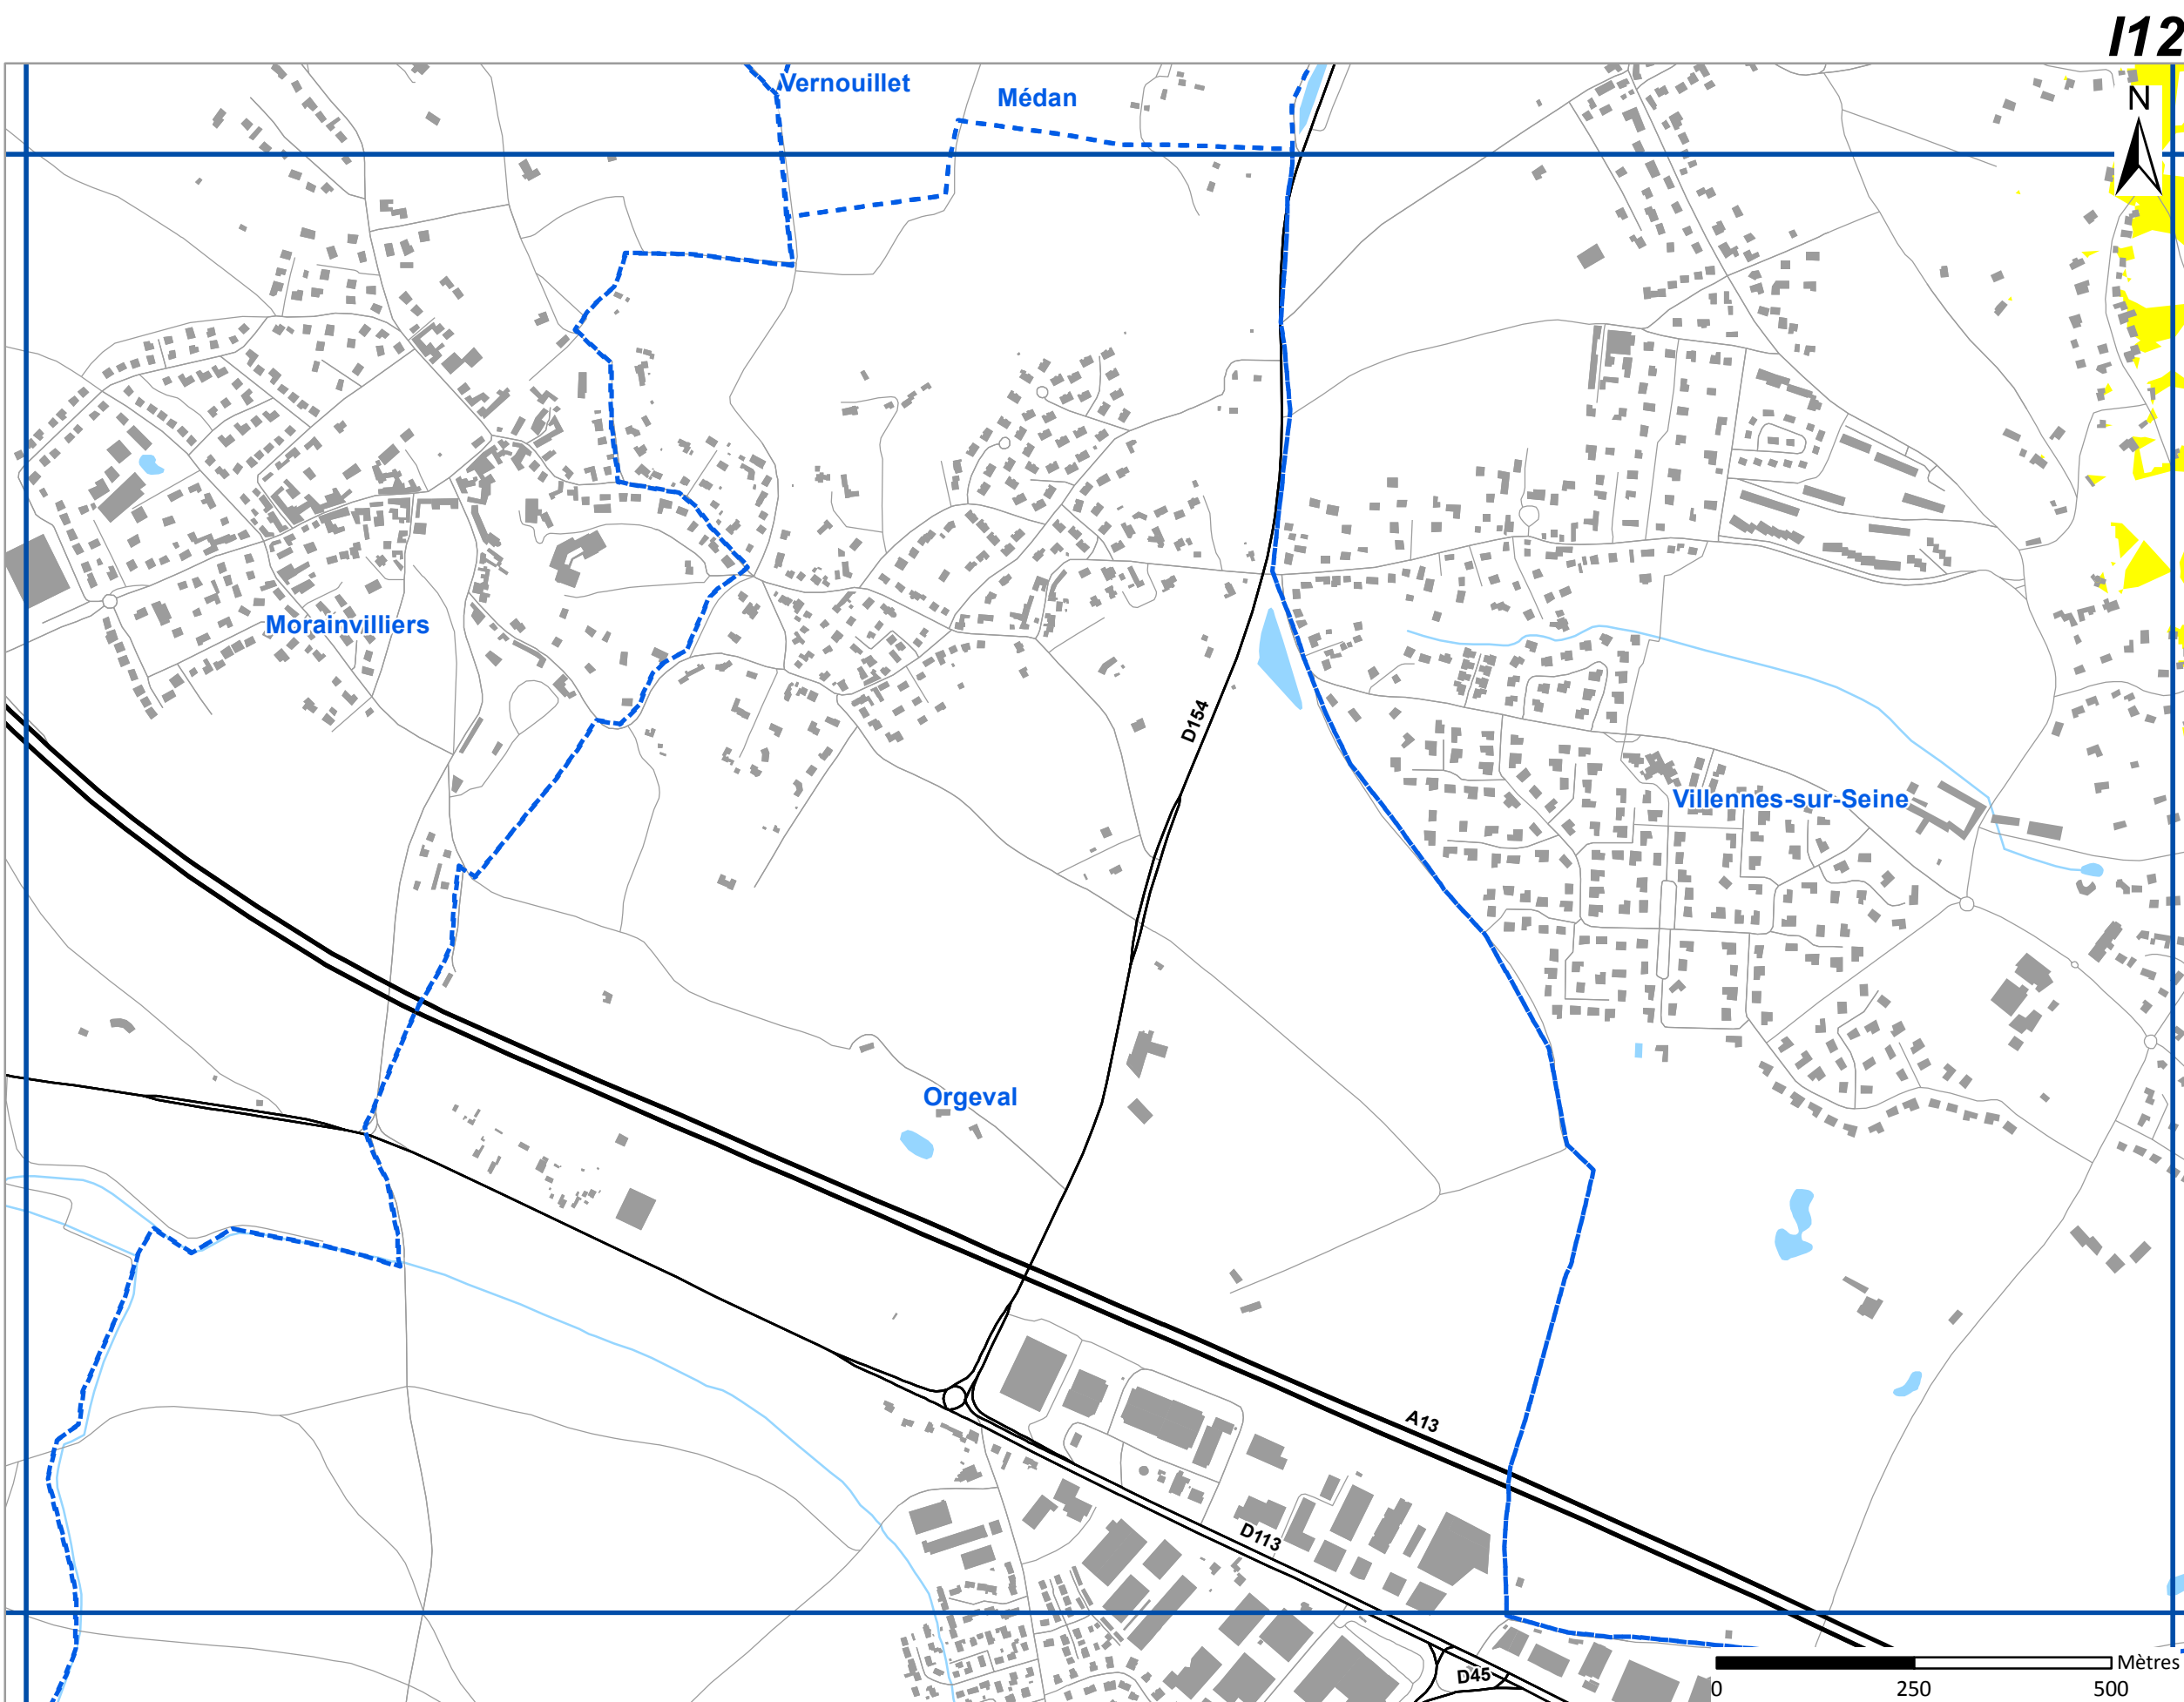 I12
Vernouillet
Médan
N
Morainvilliers
D154
Villennes-sur-Seine
Orgeval
A13
D113
D45
Mètres
0 250 500